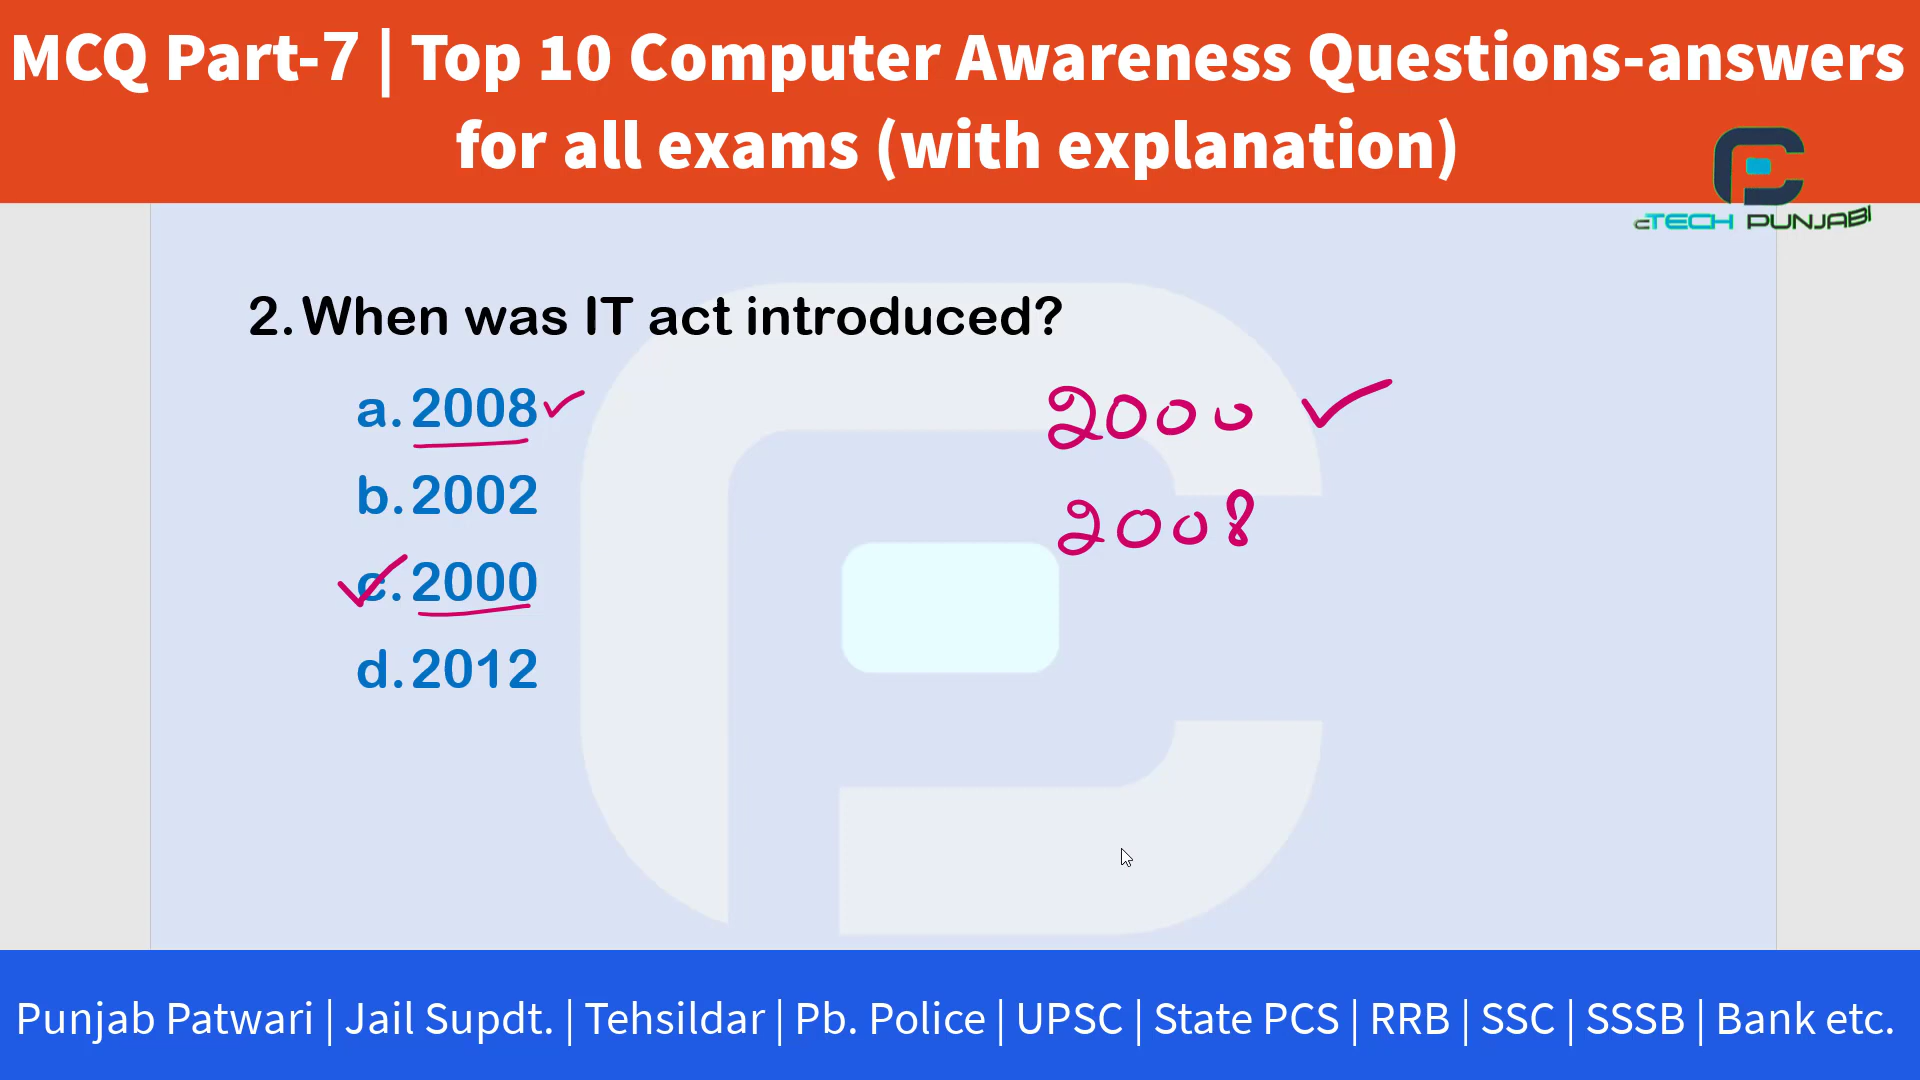 MCQ Part-7 | Top 10 Computer Awareness Questions-answers
for all exams (with explanation)
cTECH PUNJABI
2. When was IT act introduced?
a. 2008
b. 2002
c. 2000
d. 2012
2000
2008
Punjab Patwari | Jail Supdt. | Tehsildar | Pb. Police | UPSC | State PCS | RRB | SSC | SSSB | Bank etc.